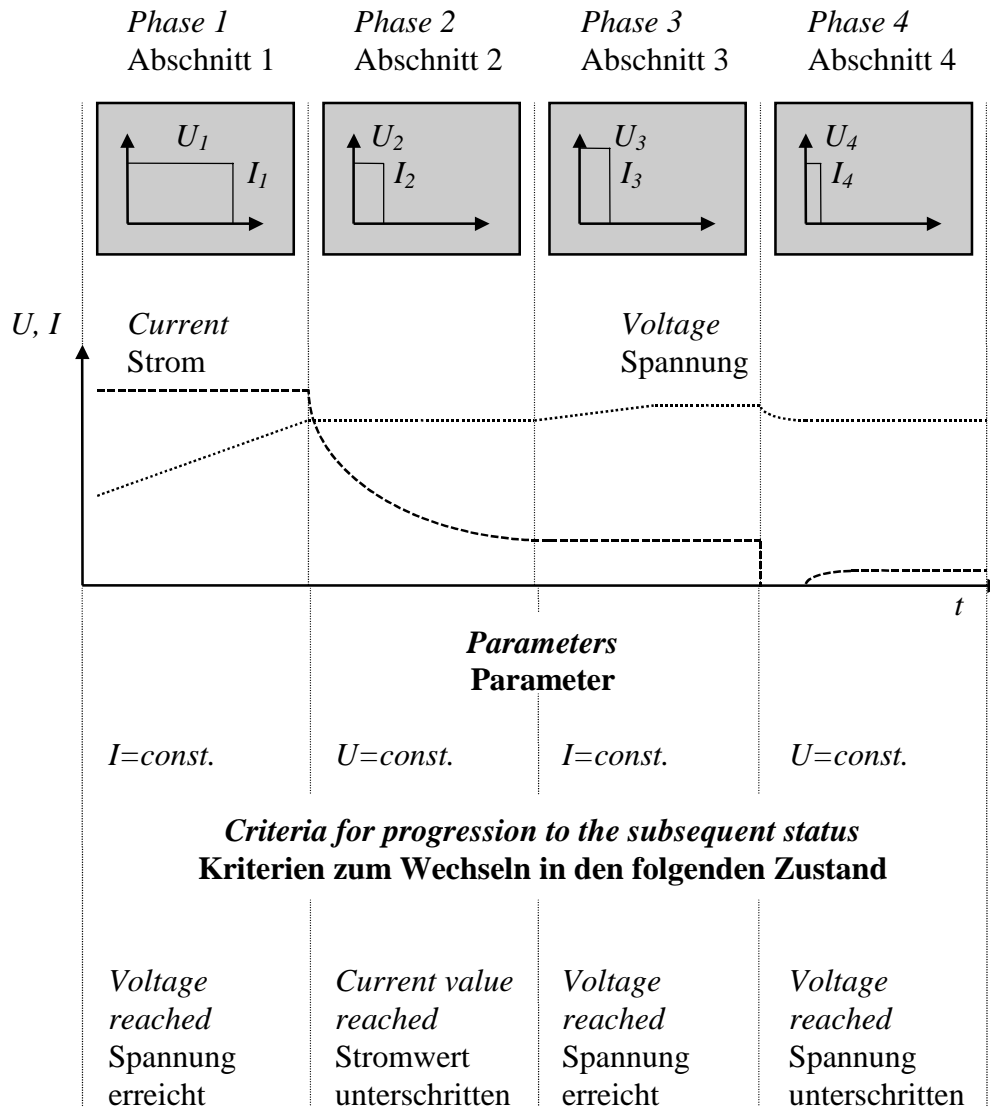 Phase 1
Abschnitt 1
Phase 2
Abschnitt 2
Phase 3
Abschnitt 3
Phase 4
Abschnitt 4
U1
I1
U2
I2
U3
I3
U4
I4
U, I
Current
Strom
Voltage
Spannung
t
Parameters
Parameter
I=const.
U=const.
I=const.
U=const.
Criteria for progression to the subsequent status
Kriterien zum Wechseln in den folgenden Zustand
Voltage
reached
Spannung
erreicht
Current value
reached
Stromwert
unterschritten
Voltage
reached
Spannung
erreicht
Voltage
reached
Spannung
unterschritten